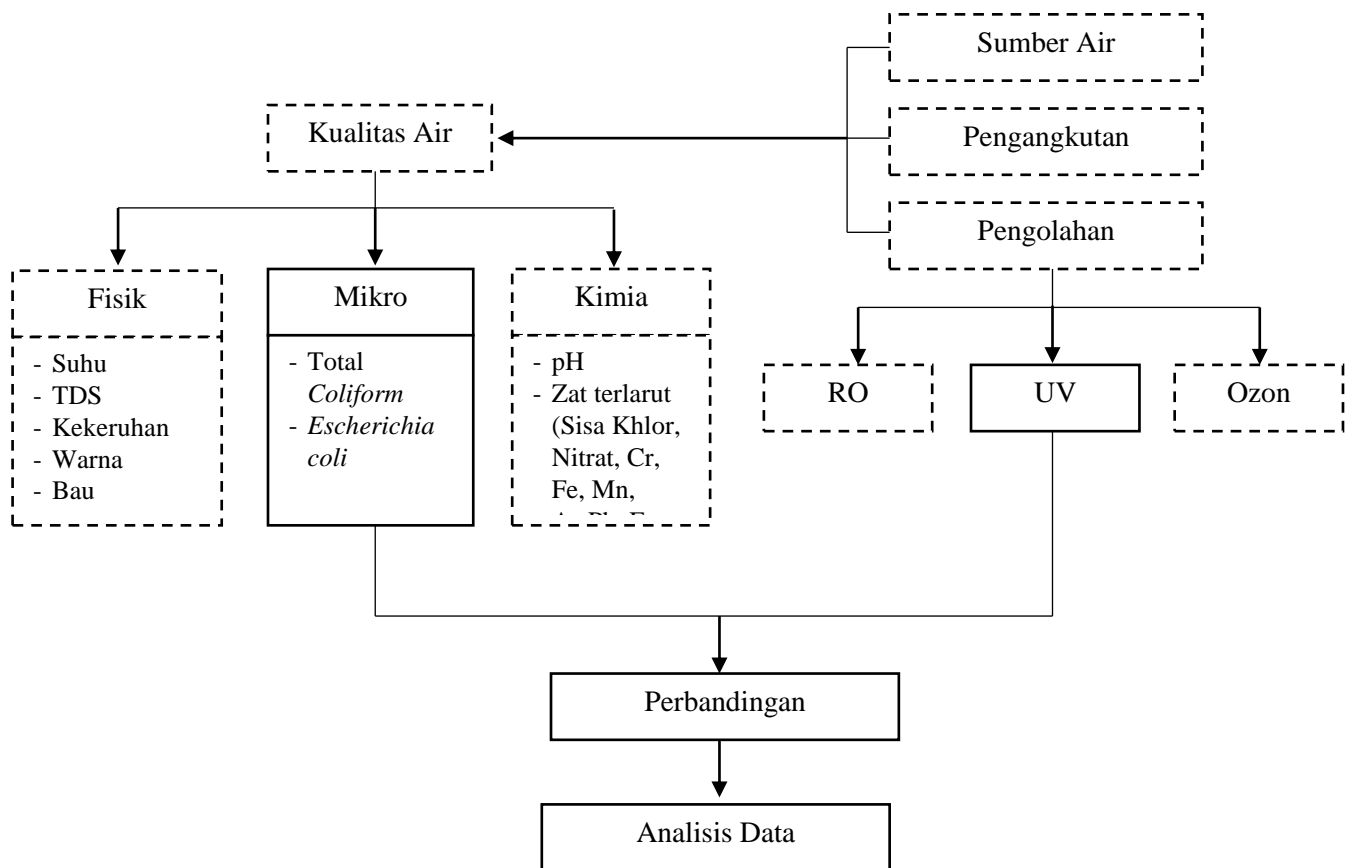 Sumber Air
Kualitas Air
Pengangkutan
Pengolahan
Fisik
- Suhu
- TDS
- Kekeruhan
- Warna
- Bau
Mikro
- Total
Coliform
- Escherichia
coli
Kimia
- pH
- Zat terlarut
(Sisa Khlor,
Nitrat, Cr,
Fe, Mn,
RO
UV
Ozon
Perbandingan
Analisis Data